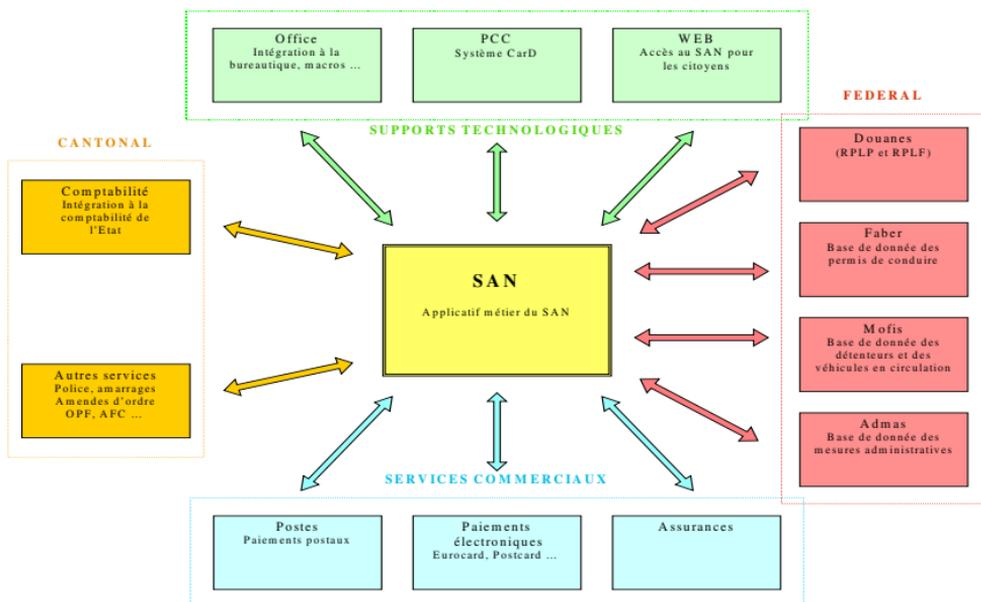 Office
Intégration à la
bureautique, macros ...
PCC
Système CarD
WEB
Accès au SAN pour
les citoyens
SUPPORTS TECHNOLOGIQUES
FEDERAL
CANTONAL
Douanes
(RPLP et RPLF)
Comptabilité
Intégration à la
comptabilité de
l'Etat
Faber
Base de donnée des
permis de conduire
SAN
Applicatif métier du SAN
Mofis
Base de donnée des
détenteurs et des
véhicules en circulation
Autres services
Police, amarrages
Amendes d'ordre
OPF, AFC ...
Admas
Base de donnée des
mesures administratives
SERVICES COMMERCIAUX
Postes
Paiements postaux
Paiements
électroniques
Eurocard, Postcard ...
Assurances